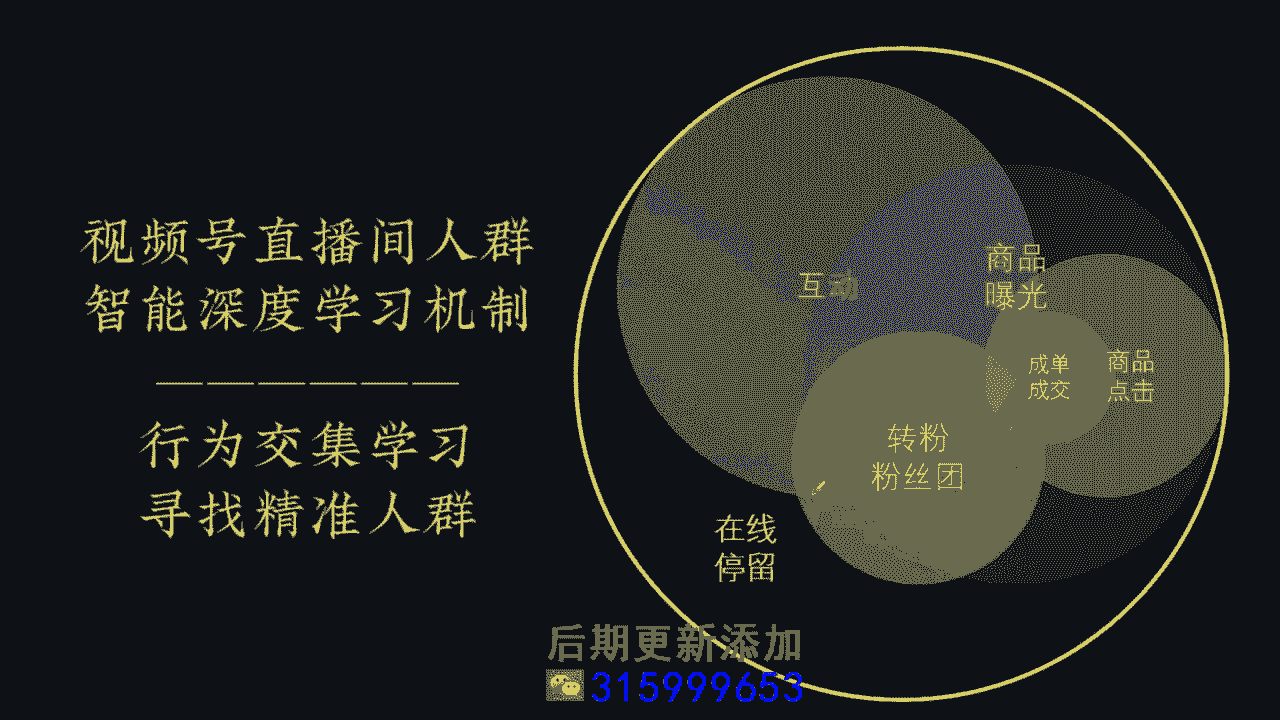 视频号直播间人群
智能深度学习机制
——————
行为交集学习
寻找精准人群
互动
商品
曝光
成单
成交
商品
点击
转粉
粉丝团
在线
停留
后期更新添加
315999653